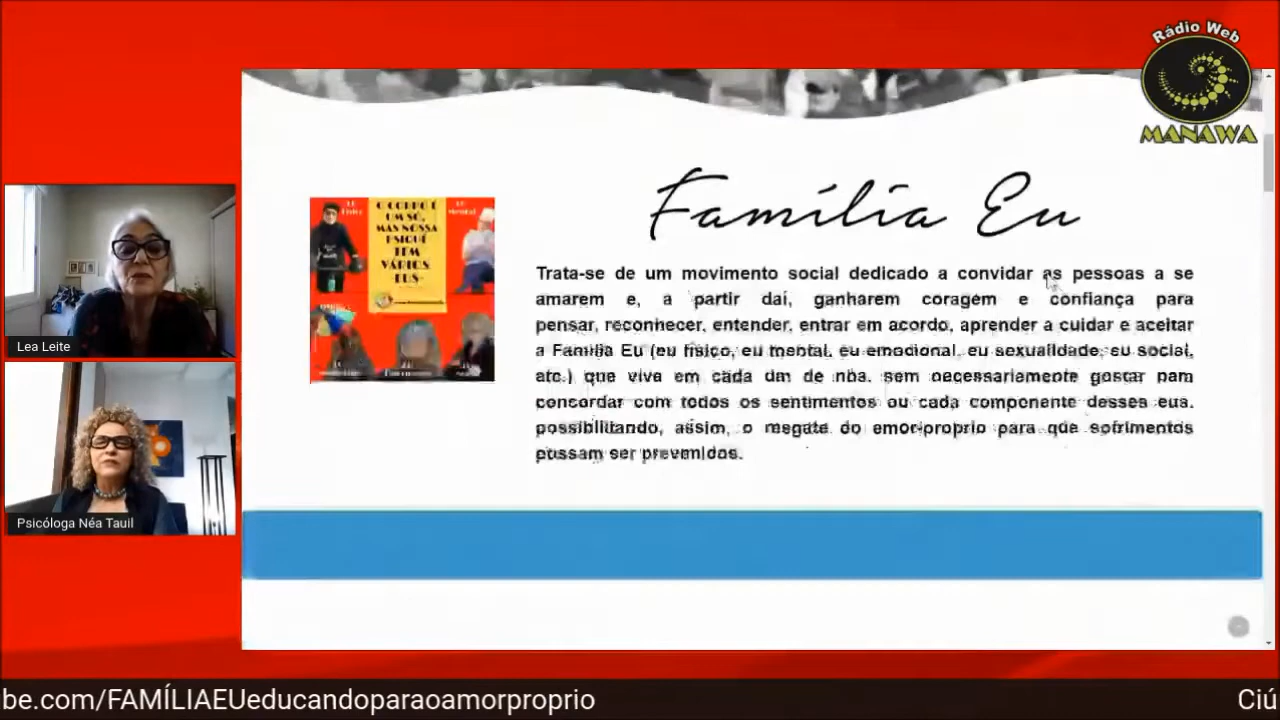 Rádio Web
MANAWA
Família Eu
O CORPO É
UM SÓ,
MAS NOSSA
PSIQUÊ
TEM
VÁRIOS
EUS
Trata-se de um movimento social dedicado a convidar as pessoas a se
amarem e, a partir daí, ganharem coragem e confiança para
pensar, reconhecer, entender, entrar em acordo, aprender a cuidar e aceitar
a Família Eu (eu físico, eu mental, eu emocional, eu sexualidade, eu social,
etc.) que vive em cada um de nós, sem necessariamente gostar nem
concordar com todos os sentimentos ou cada componente desses eus,
possibilitando, assim, o resgate do amor-proprio para que sofrimentos
possam ser prevenidos.
Lea Leite
Psicóloga Néa Tauil
be.com/FAMÍLIAEUeducandoparaoamorproprio
Ciú